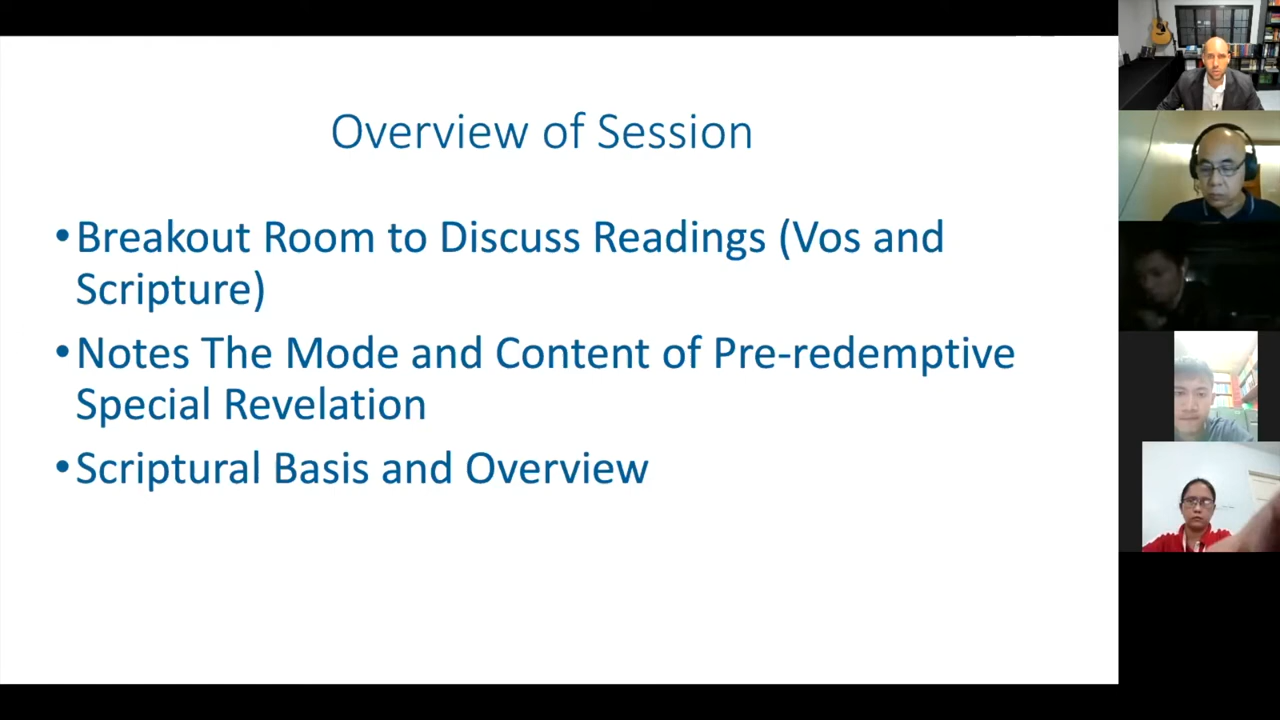 Overview of Session
•Breakout Room to Discuss Readings (Vos and
Scripture)
•Notes The Mode and Content of Pre-redemptive
Special Revelation
•Scriptural Basis and Overview